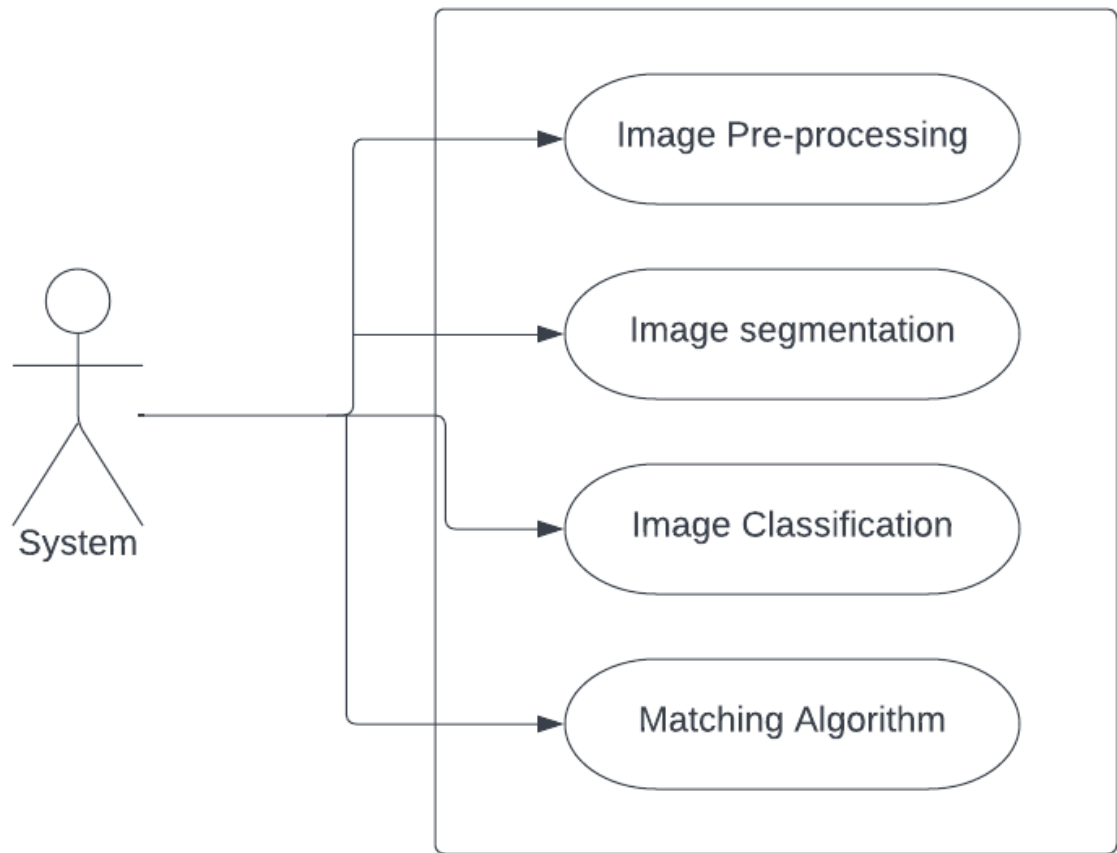 Image Pre-processing
Image segmentation
System
Image Classification
Matching Algorithm